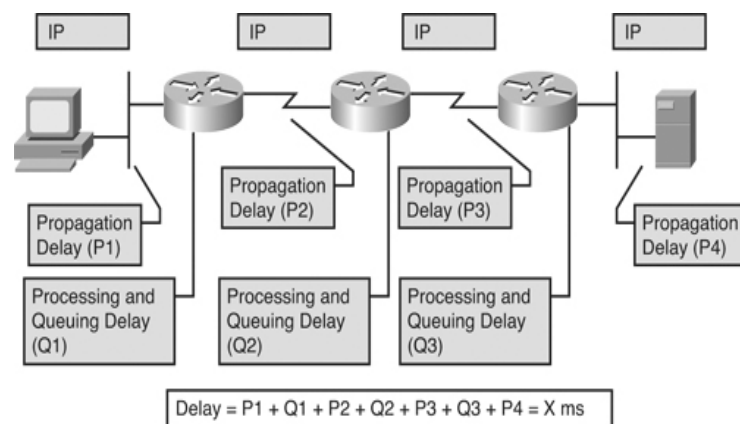 IP
IP
IP
IP
Propagation
Delay (P1)
Propagation
Delay (P2)
Propagation
Delay (P3)
Propagation
Delay (P4)
Processing and
Queuing Delay
(Q1)
Processing and
Queuing Delay
(Q2)
Processing and
Queuing Delay
(Q3)
Delay = P1 + Q1 + P2 + Q2 + P3 + Q3 + P4 = X ms